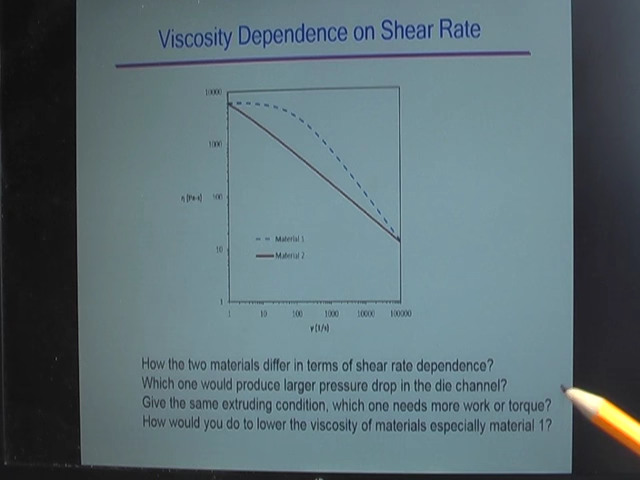 Viscosity Dependence on Shear Rate
10000
1000
100
10
1
η [Pa-s]
Material 1
Material 2
1 10 100 1000 10000 100000
γ [1/s]
How the two materials differ in terms of shear rate dependence?
Which one would produce larger pressure drop in the die channel?
Give the same extruding condition, which one needs more work or torque?
How would you do to lower the viscosity of materials especially material 1?